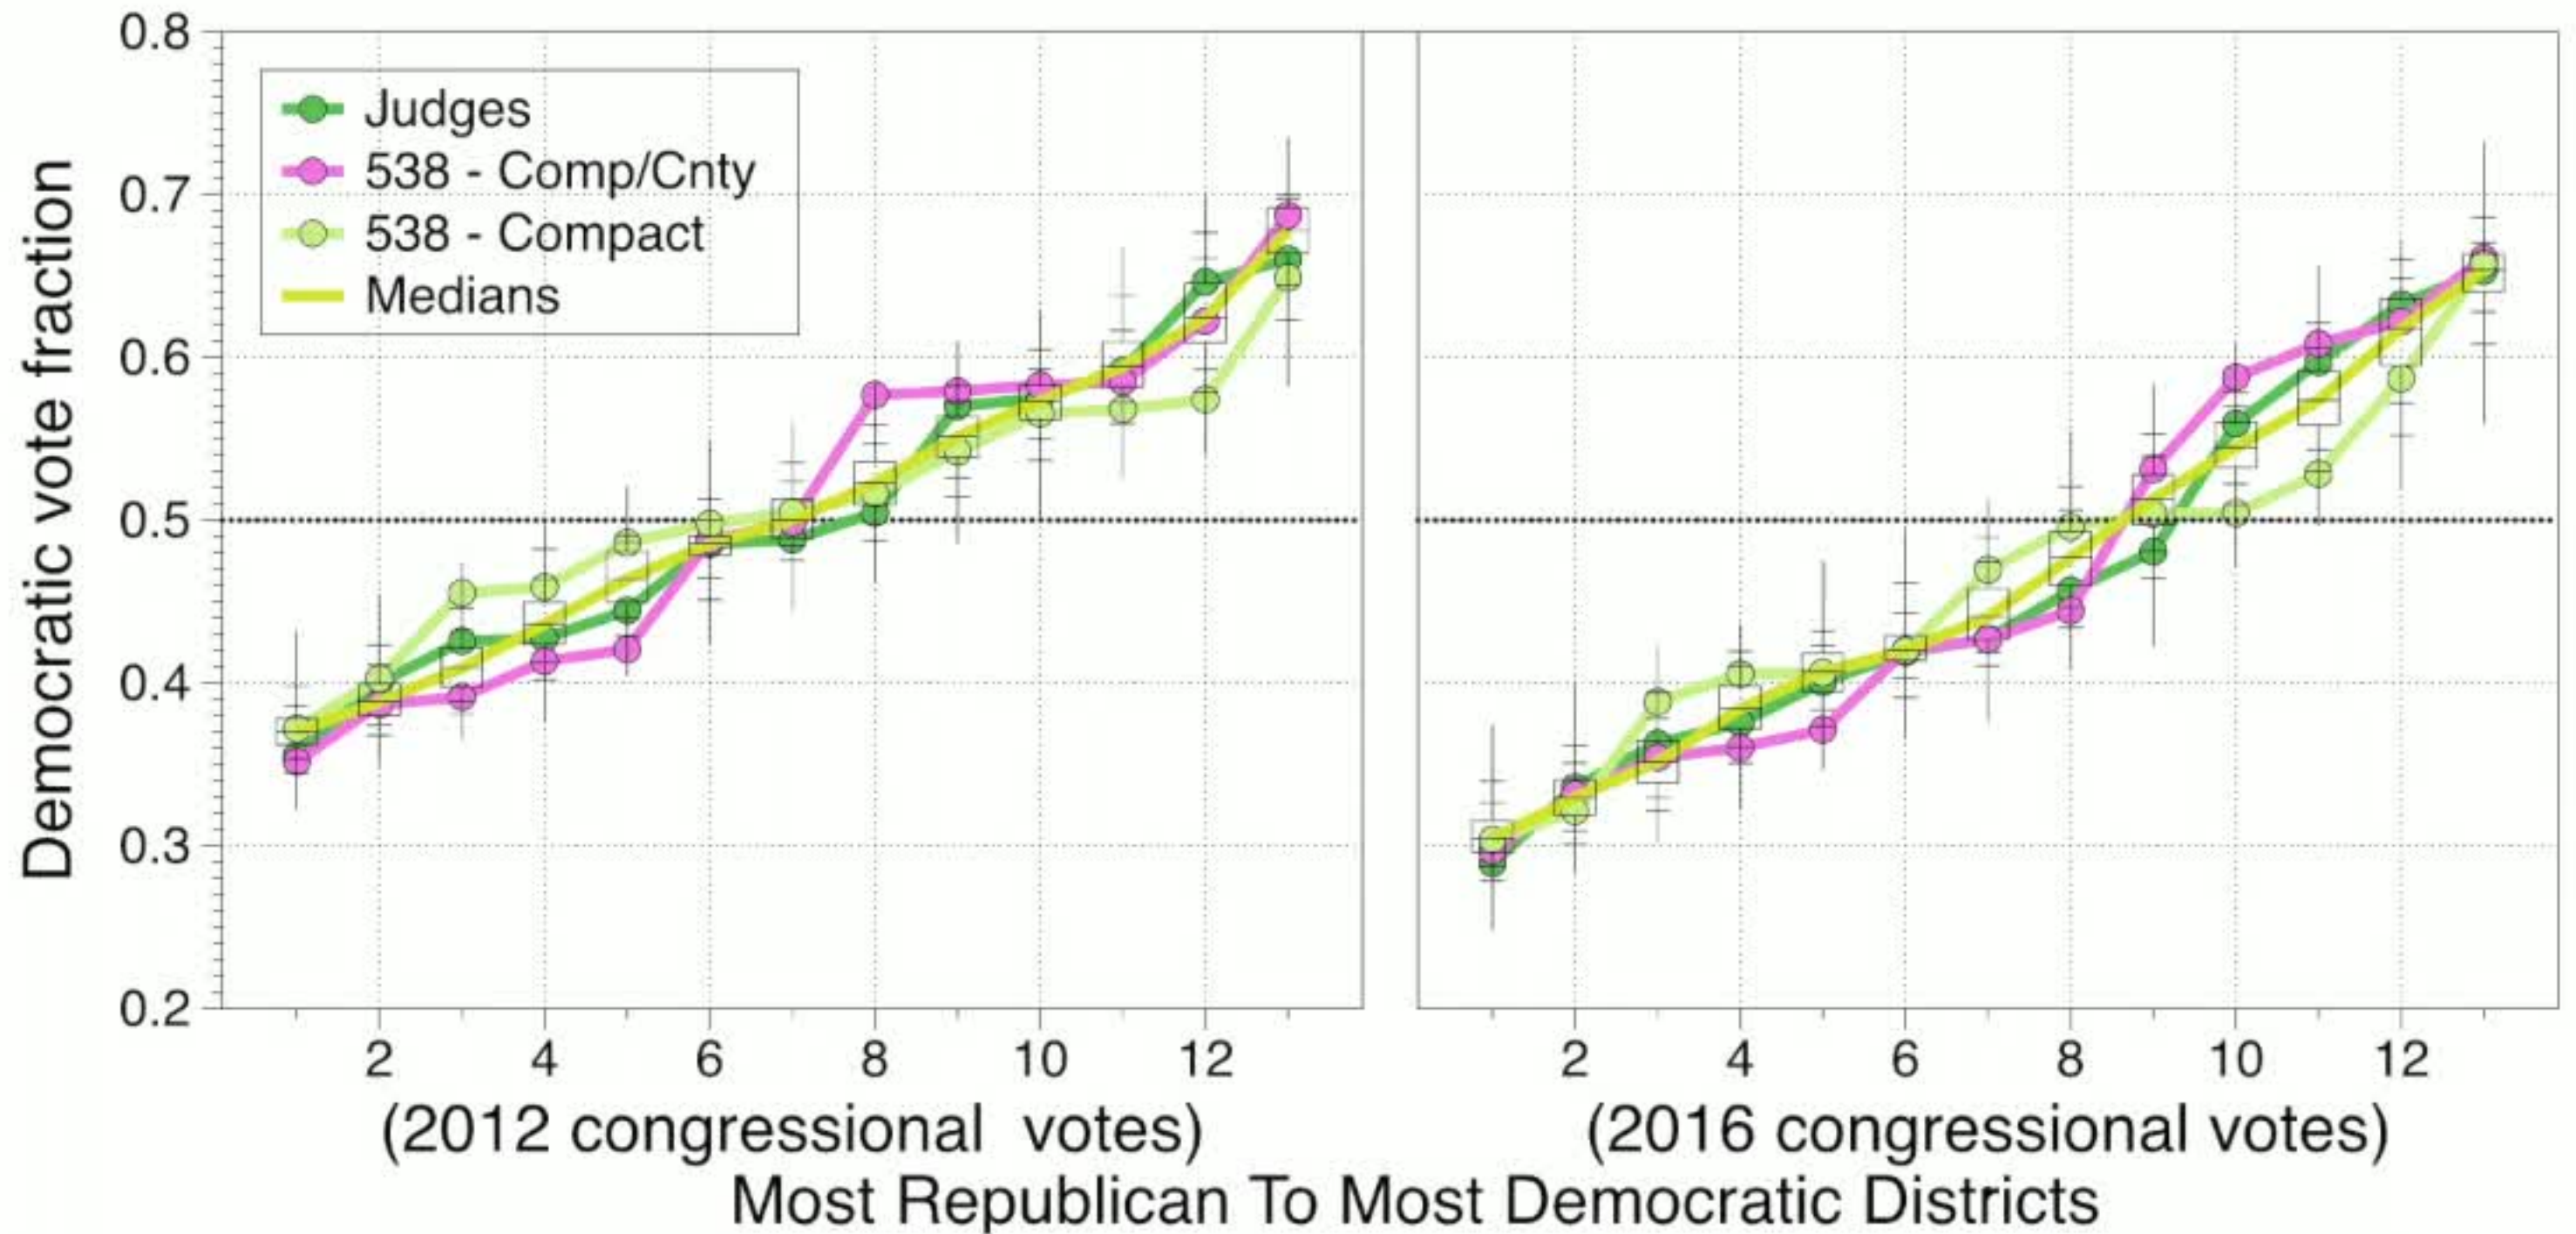 Democratic vote fraction
0.8
0.7
0.6
0.5
0.4
0.3
0.2
Judges
538 - Comp/Cnty
538 - Compact
Medians
2 4 6 8 10 12
2 4 6 8 10 12
(2012 congressional votes)
(2016 congressional votes)
Most Republican To Most Democratic Districts